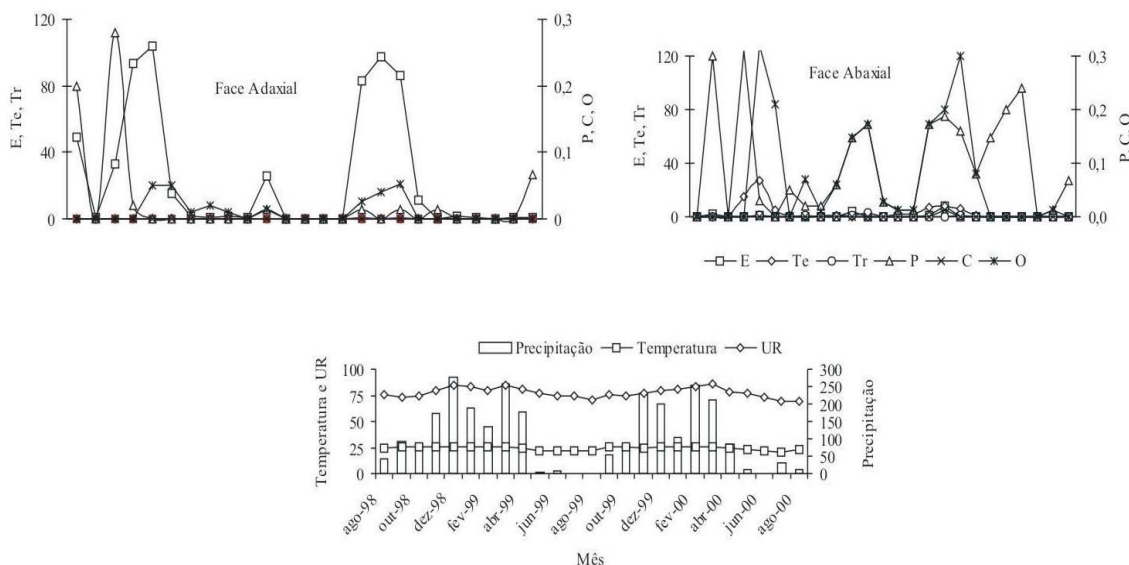 120
80
40
0
E, Te, Tr
Face Adaxial
0,3
0,2
0,1
0
P, C, O
120
80
40
0
E, Te, Tr
Face Abaxial
0,3
0,2
0,1
0,0
P, C, O
E Te Tr P C O
Precipitação Temperatura UR
100
75
50
25
0
Temperatura e UR
300
250
200
150
100
50
0
Precipitação
ago-98 out-98 dez-98 fev-99 abr-99 jun-99 ago-99 out-99 dez-99 fev-00 abr-00 jun-00 ago-00
Mês